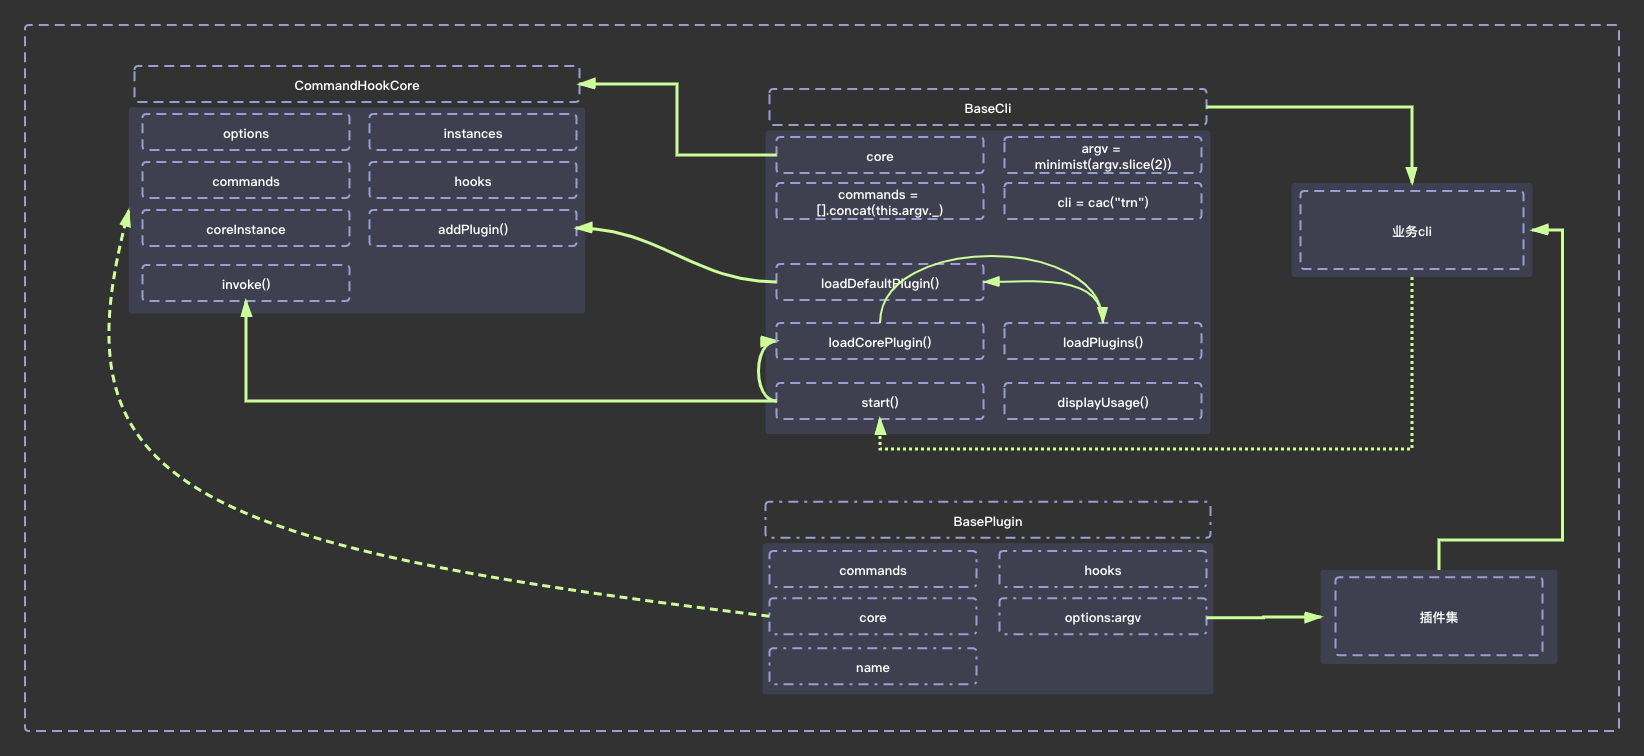 CommandHookCore
options
instances
commands
hooks
coreInstance
addPlugin()
invoke()
BaseCli
core
argv =
minimist(argv.slice(2))
commands =
[].concat(this.argv._)
cli = cac("trn")
loadDefaultPlugin()
loadCorePlugin()
loadPlugins()
start()
displayUsage()
业务cli
BasePlugin
commands
hooks
core
options:argv
name
插件集